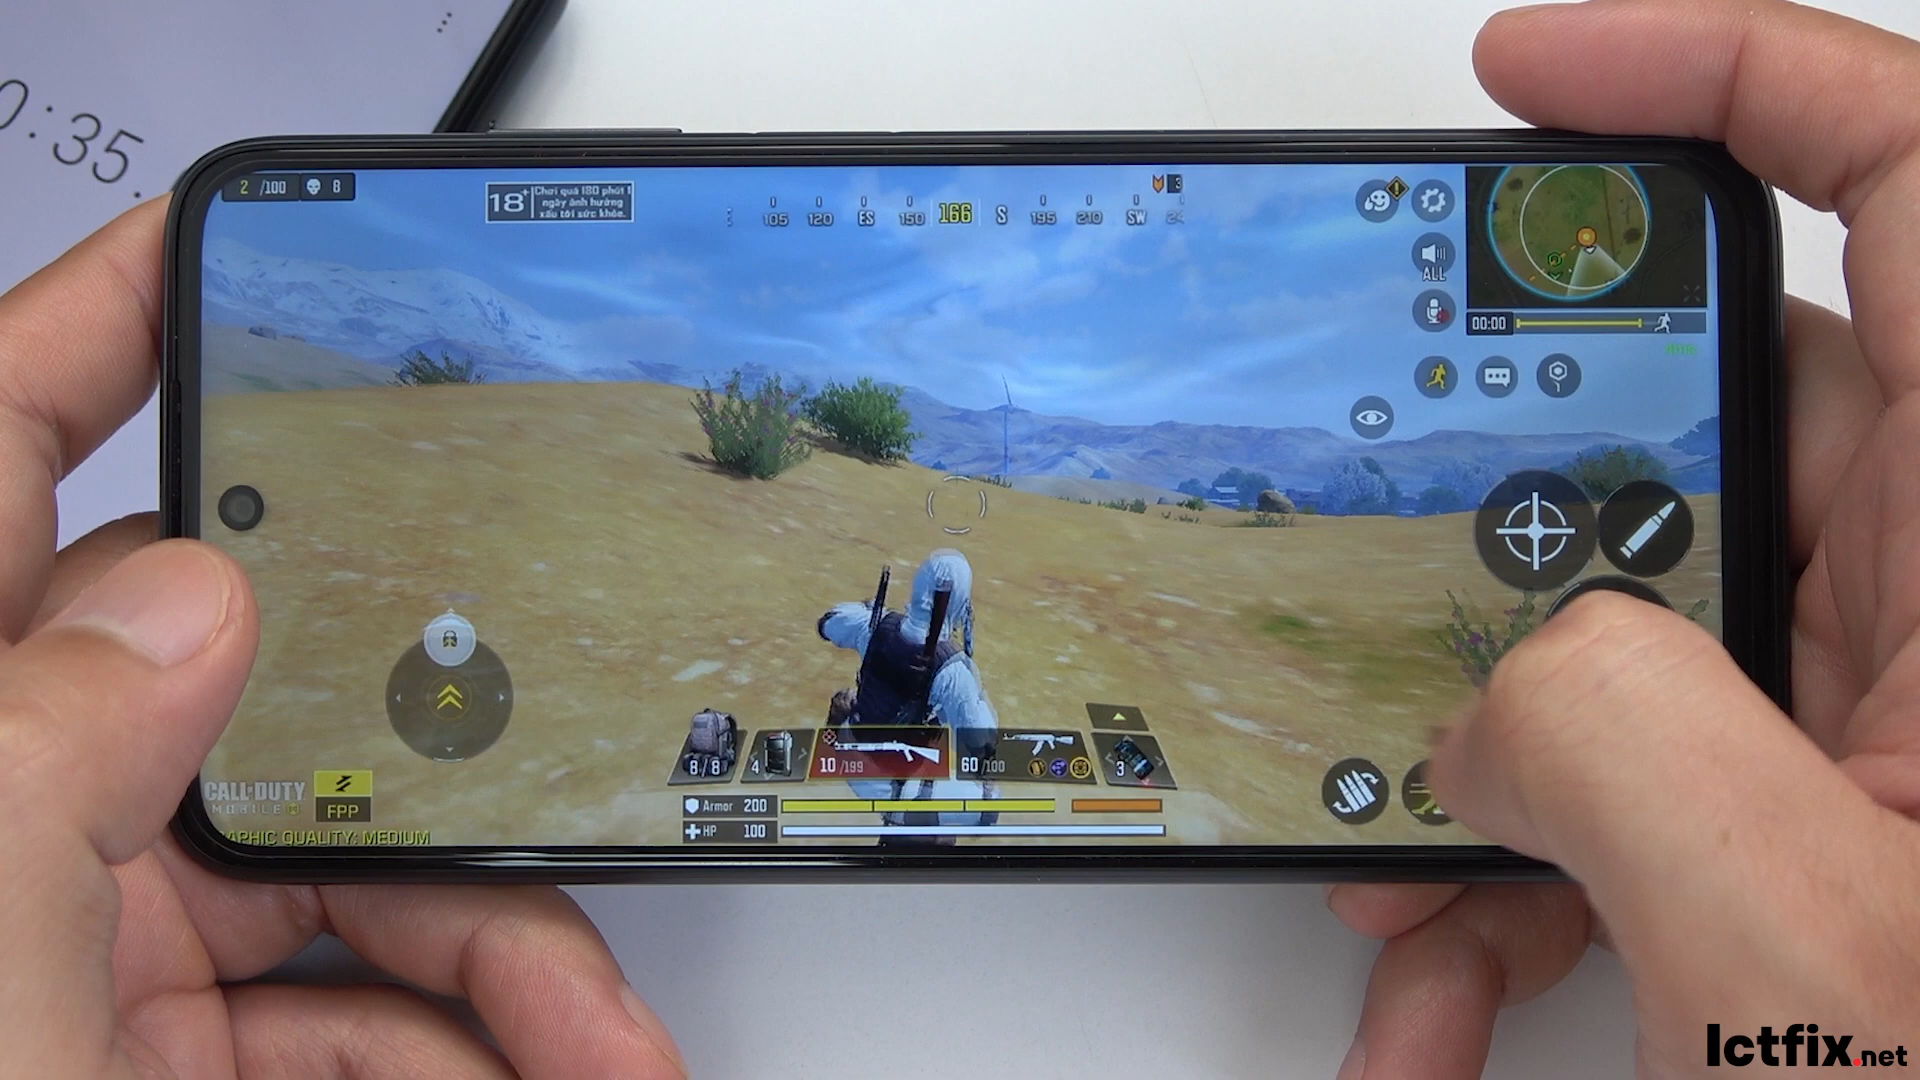 0:35.
2 /100 8
18+ Chơi quá 180 phút 1
ngày ảnh hưởng
xấu tới sức khỏe.
105 120 ES 150 166 S 195 210 SW
3
ALL
00:00
8/8
4
10 /199
60 /100
3
Armor 200
HP 100
CALL OF DUTY
MOBILE
FPP
APHIC QUALITY: MEDIUM
Ictfix.net